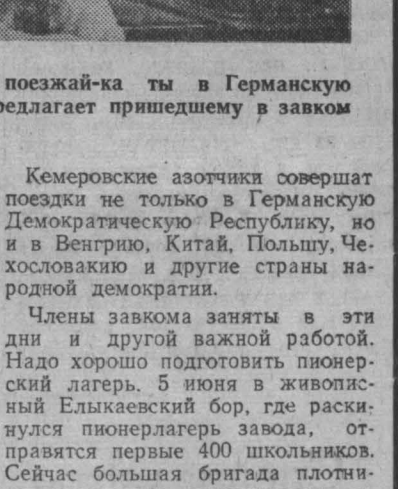 поезжай-ка ты в Германскую
редлагает пришедшему в завком
Кемеровские азотчики совершат
поездки не только в Германскую
Демократическую Республику, но
и в Венгрию, Китай, Польшу, Че-
хословакию и другие страны на-
родной демократии.
Члены завкома заняты в эти
дни и другой важной работой.
Надо хорошо подготовить пионер-
ский лагерь. 5 июня в живопис-
ный Елыкаевский бор, где раски-
нулся пионерлагерь завода, от-
правятся первые 400 школьников.
Сейчас большая бригада плотни-